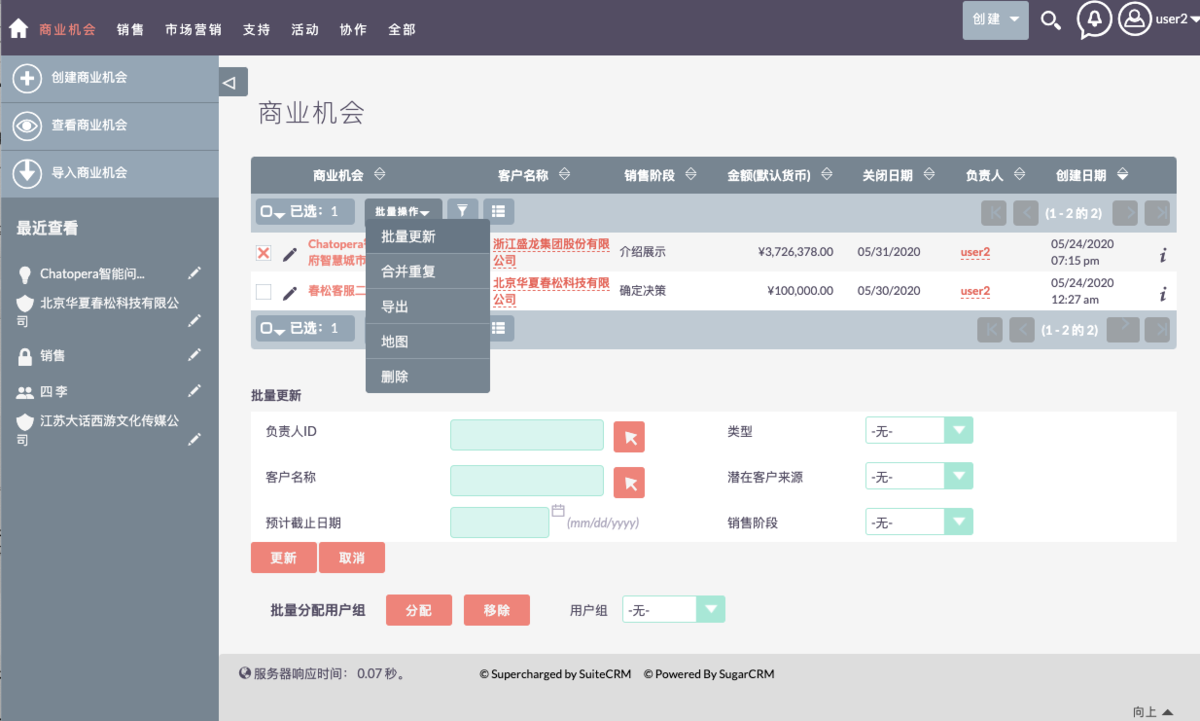 商业机会 销售 市场营销 支持 活动 协作 全部 创建 user2
创建商业机会
查看商业机会
导入商业机会
最近查看
Chatopera智能问...
北京华夏春松科技有限公
司
销售
四 李
江苏大话西游文化传媒公
司
商业机会
商业机会 客户名称 销售阶段 金额(默认货币) 关闭日期 负责人 创建日期
已选: 1 批量操作 (1 - 2 的 2)
批量更新
合并重复
导出
地图
删除
Chatopera 浙江盛龙集团股份有限 介绍展示 ¥3,726,378.00 05/31/2020 user2 05/24/2020
府智慧城市 公司 07:15 pm
春松客服二 北京华夏春松科技有限 确定决策 ¥100,000.00 05/30/2020 user2 05/24/2020
公司 12:27 am
已选: 1 (1 - 2 的 2)
批量更新
负责人ID 类型 -无-
客户名称 潜在客户来源 -无-
预计截止日期 (mm/dd/yyyy) 销售阶段 -无-
更新 取消
批量分配用户组 分配 移除 用户组 -无-
服务器响应时间: 0.07 秒。 © Supercharged by SuiteCRM © Powered By SugarCRM
向上